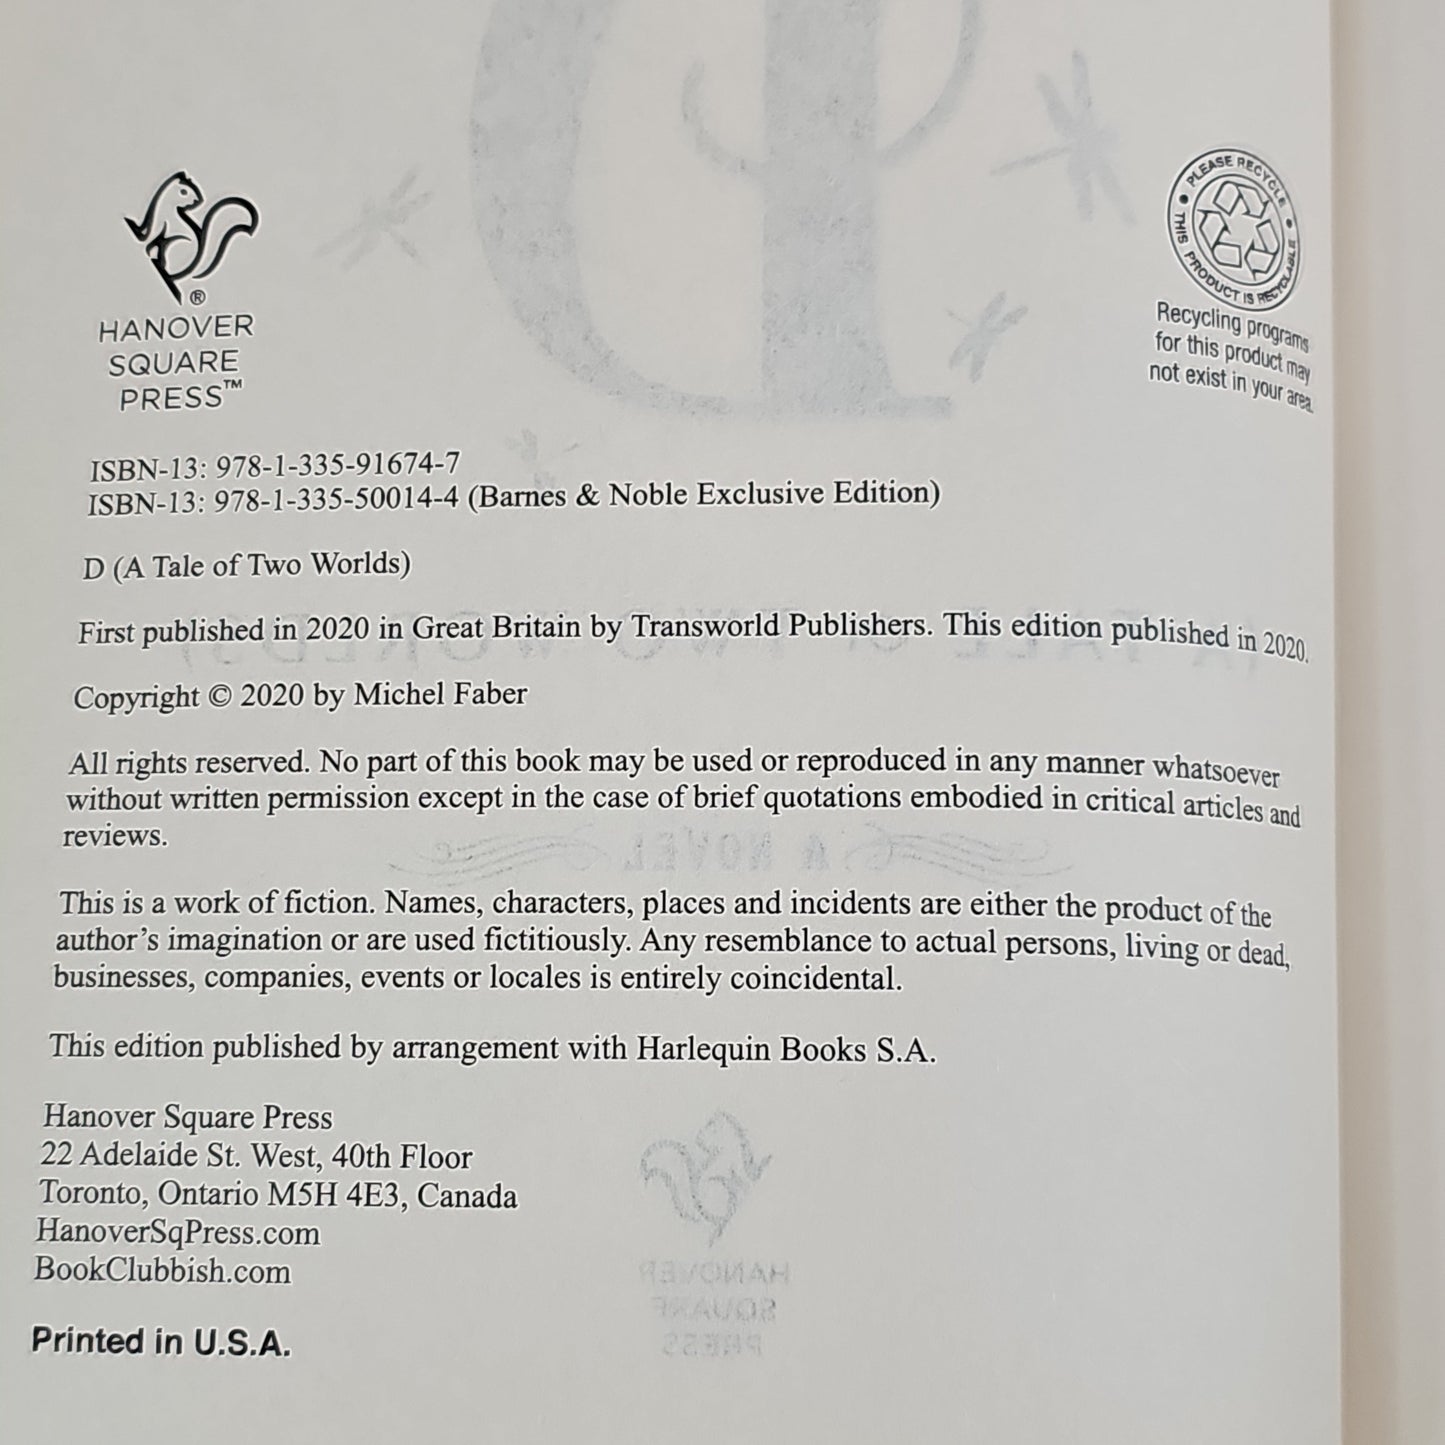 ®
HANOVER
SQUARE
PRESS™
PLEASE RECYCLE
THIS PRODUCT IS RECYCLABLE
Recycling programs
for this product may
not exist in your area.
ISBN-13: 978-1-335-91674-7
ISBN-13: 978-1-335-50014-4 (Barnes & Noble Exclusive Edition)
D (A Tale of Two Worlds)
First published in 2020 in Great Britain by Transworld Publishers. This edition published in 2020.
Copyright © 2020 by Michel Faber
All rights reserved. No part of this book may be used or reproduced in any manner whatsoever
without written permission except in the case of brief quotations embodied in critical articles and
reviews.
This is a work of fiction. Names, characters, places and incidents are either the product of the
author's imagination or are used fictitiously. Any resemblance to actual persons, living or dead,
businesses, companies, events or locales is entirely coincidental.
This edition published by arrangement with Harlequin Books S.A.
Hanover Square Press
22 Adelaide St. West, 40th Floor
Toronto, Ontario M5H 4E3, Canada
HanoverSqPress.com
BookClubbish.com
Printed in U.S.A.
D
(A TALE OF TWO WORLDS)
A NOVEL
HANOVER
SQUARE
PRESS